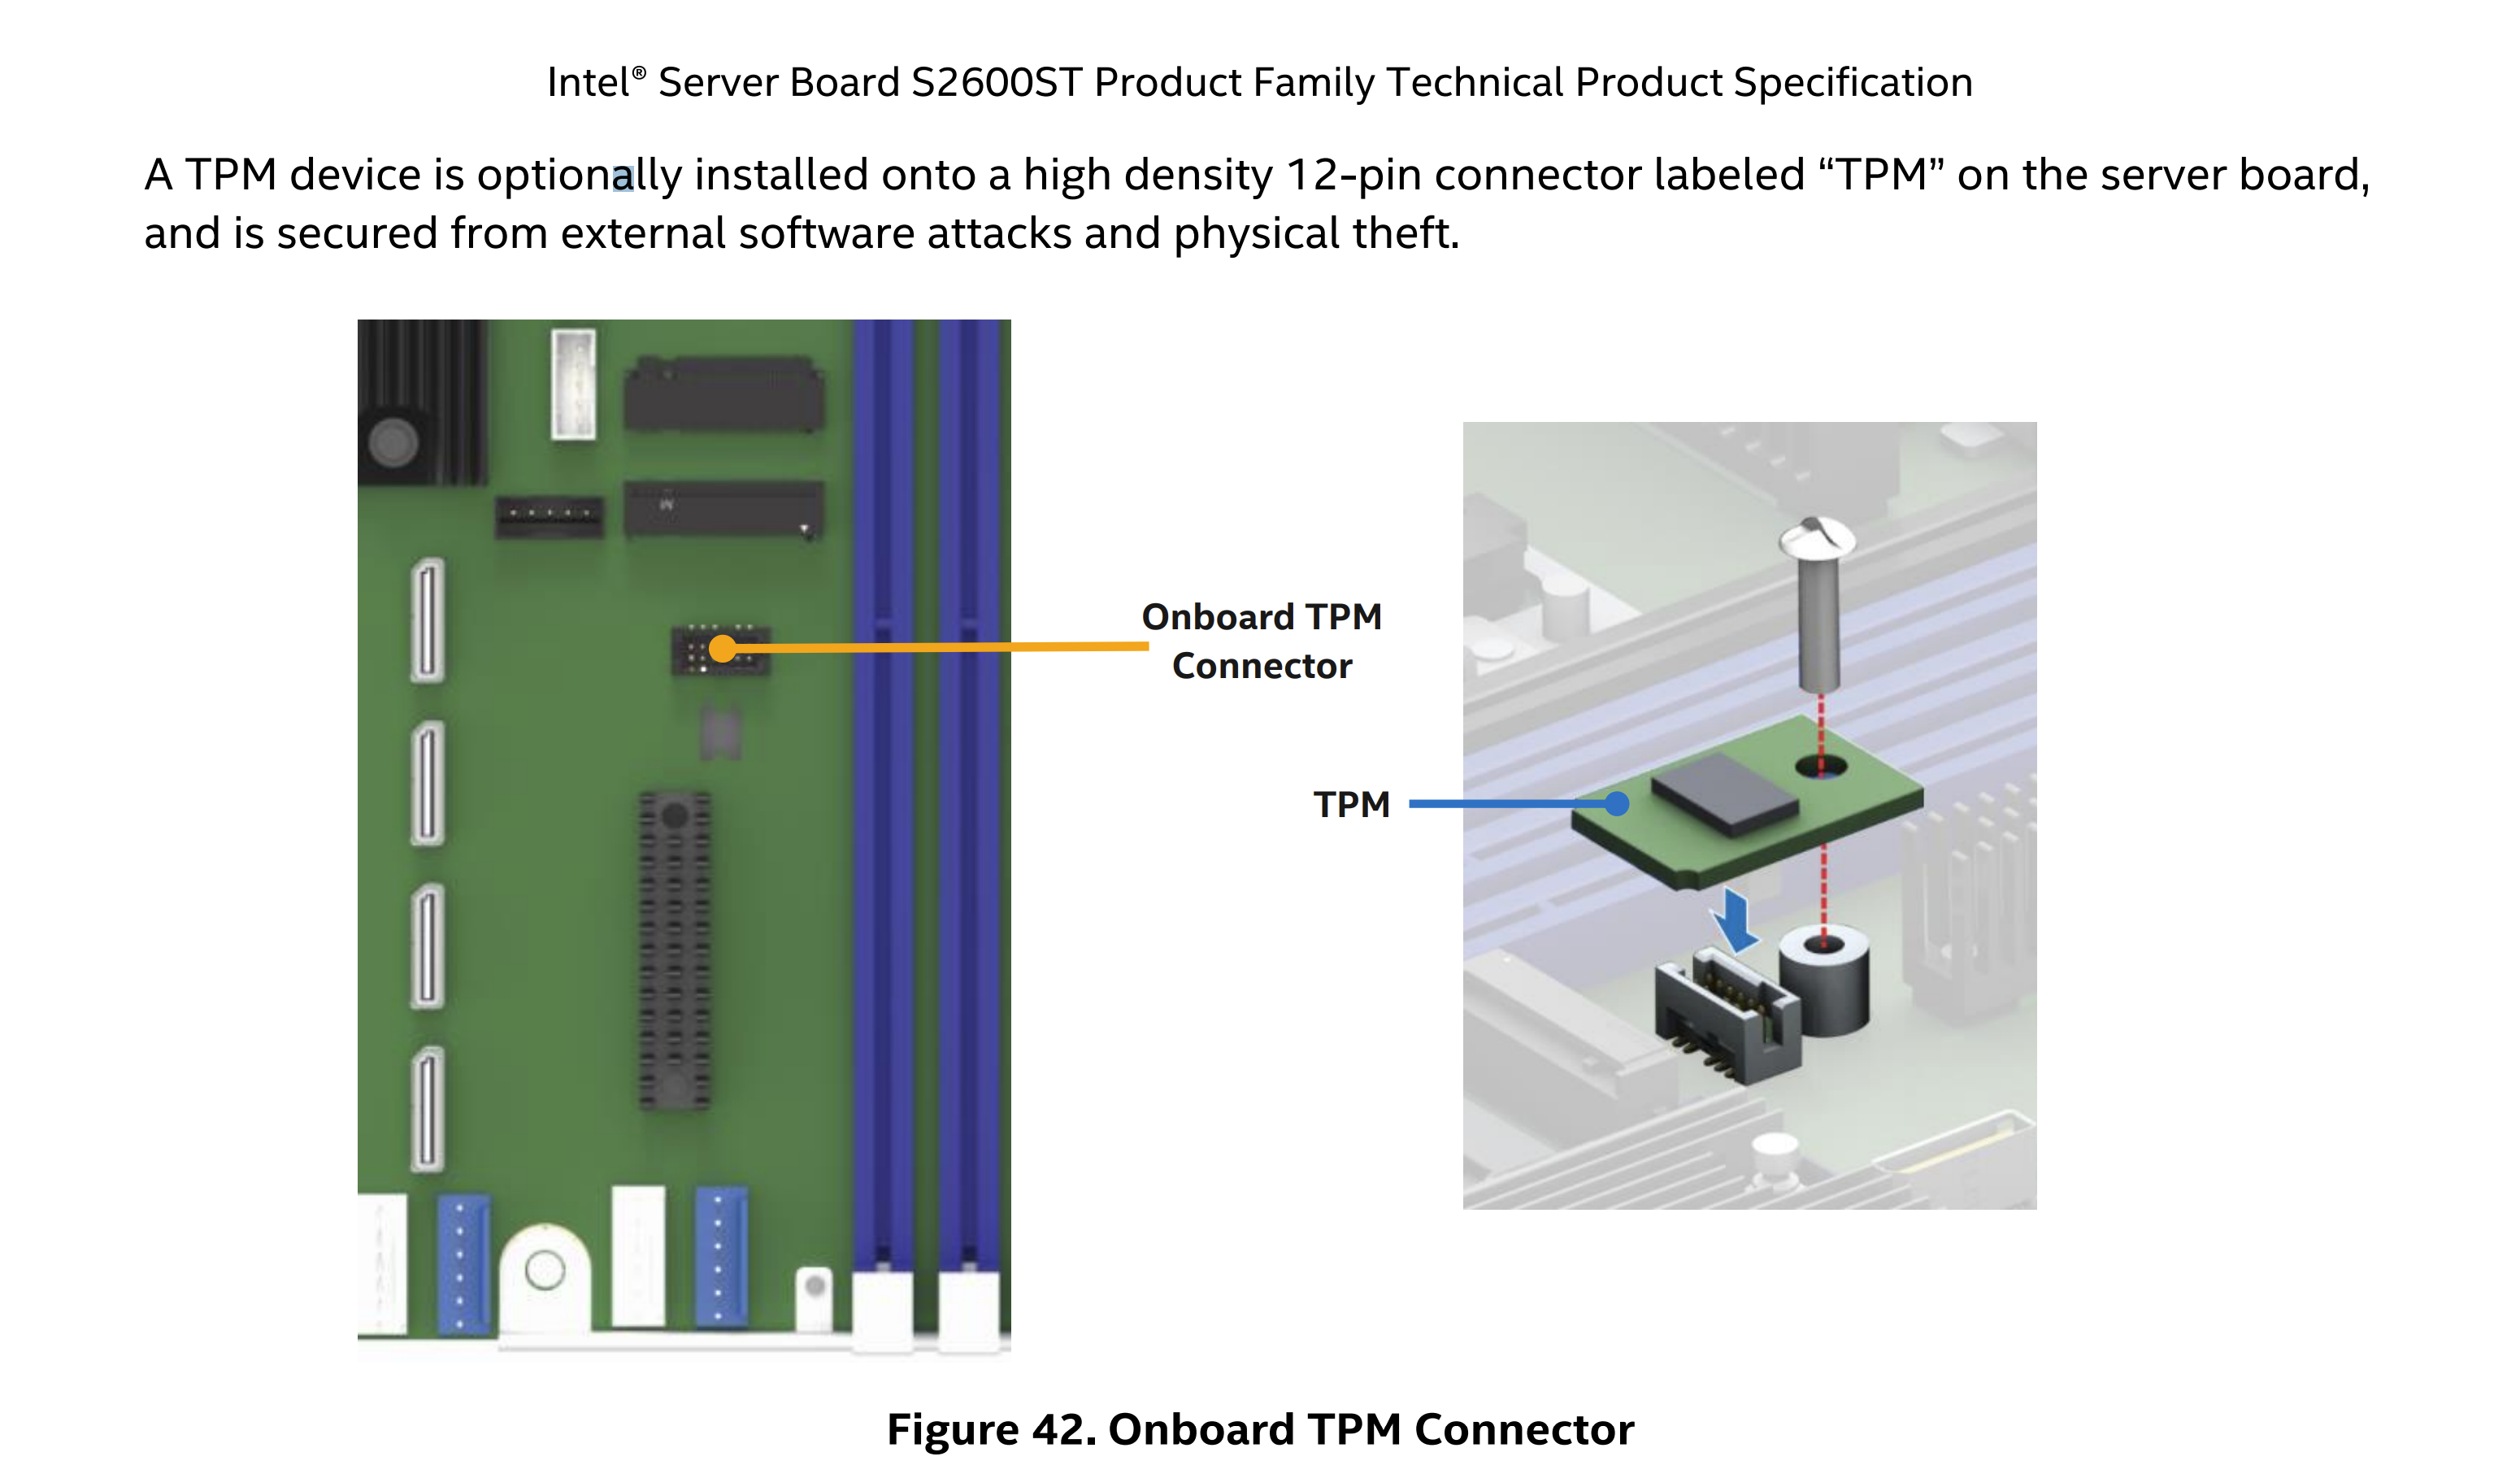 Intel® Server Board S2600ST Product Family Technical Product Specification
A TPM device is optionally installed onto a high density 12-pin connector labeled “TPM” on the server board,
and is secured from external software attacks and physical theft.
Onboard TPM
Connector
TPM
Figure 42. Onboard TPM Connector